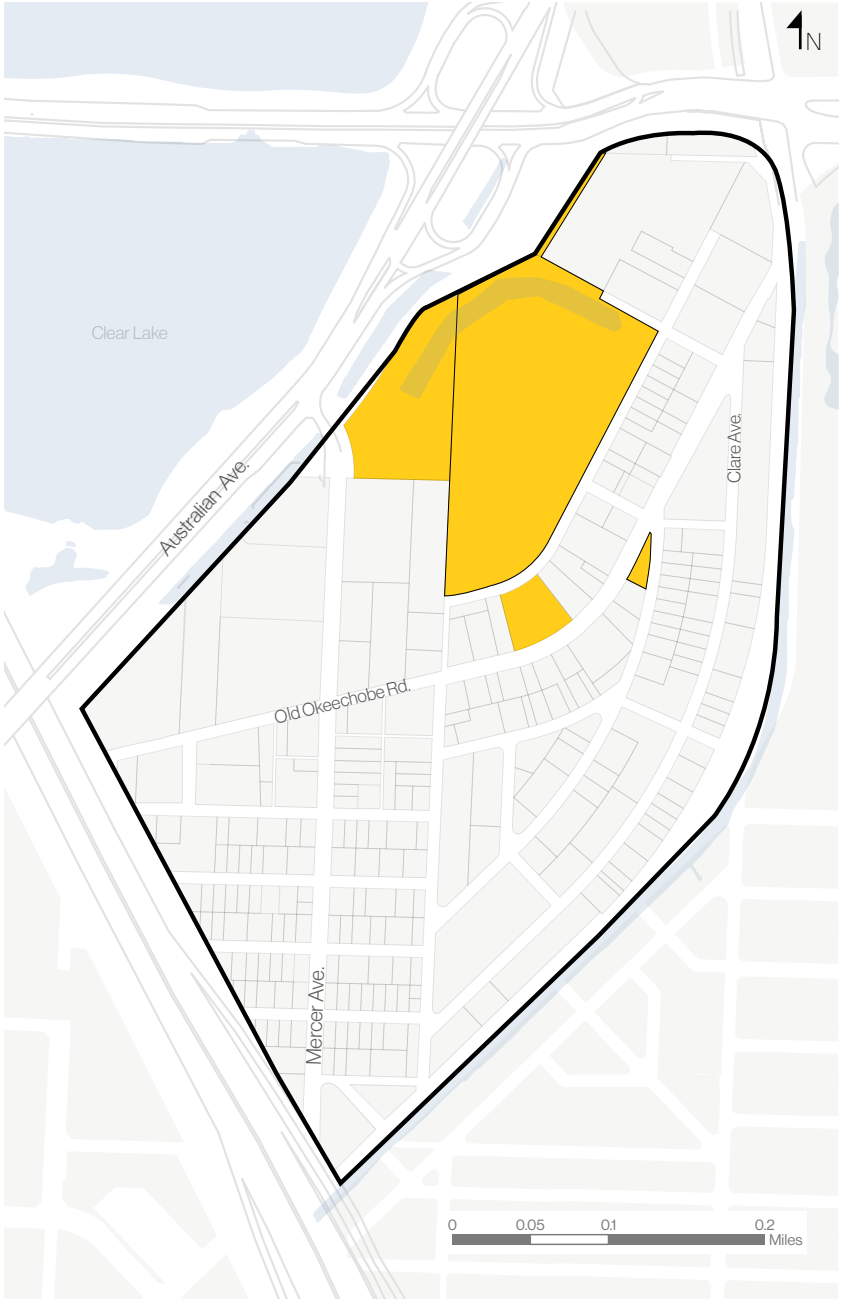 N
Clear Lake
Australian Ave.
Clare Ave.
Old Okeechobe Rd.
Mercer Ave.
0 0.05 0.1 0.2
Miles